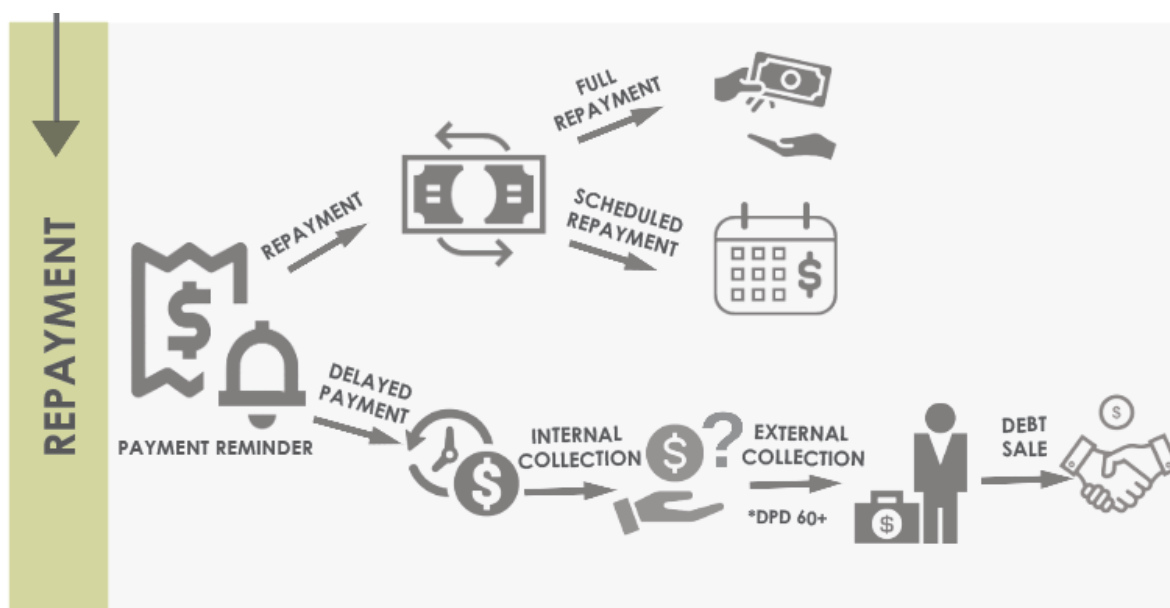 REPAYMENT
FULL
REPAYMENT
REPAYMENT
SCHEDULED
REPAYMENT
$
$
DELAYED
PAYMENT
PAYMENT REMINDER
$
INTERNAL
COLLECTION
$?
EXTERNAL
COLLECTION
*DPD 60+
$
DEBT
SALE
$